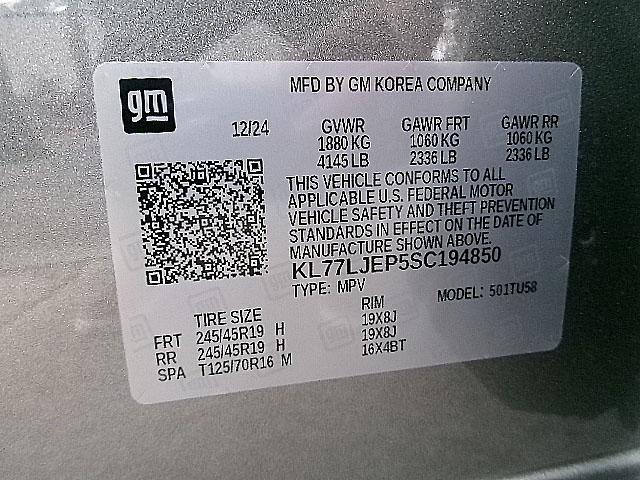 gm
MFD BY GM KOREA COMPANY
12/24
GVWR
1880 KG
4145 LB
GAWR FRT
1060 KG
2336 LB
GAWR RR
1060 KG
2336 LB
THIS VEHICLE CONFORMS TO ALL
APPLICABLE U.S. FEDERAL MOTOR
VEHICLE SAFETY AND THEFT PREVENTION
STANDARDS IN EFFECT ON THE DATE OF
MANUFACTURE SHOWN ABOVE.
KL77LJEP5SC194850
TYPE: MPV
MODEL: 501TU58
TIRE SIZE RIM
FRT 245/45R19 H 19X8J
RR 245/45R19 H 19X8J
SPA T125/70R16 M 16X4BT